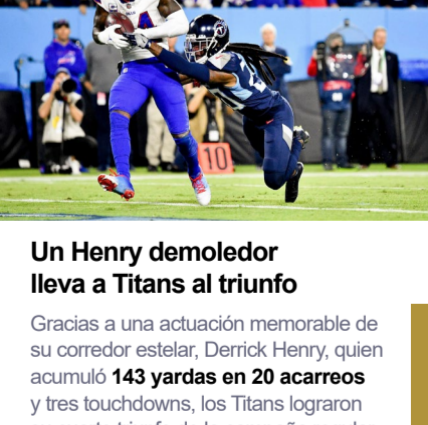 10
Un Henry demoledor
lleva a Titans al triunfo
Gracias a una actuación memorable de
su corredor estelar, Derrick Henry, quien
acumuló 143 yardas en 20 acarreos
y tres touchdowns, los Titans lograron